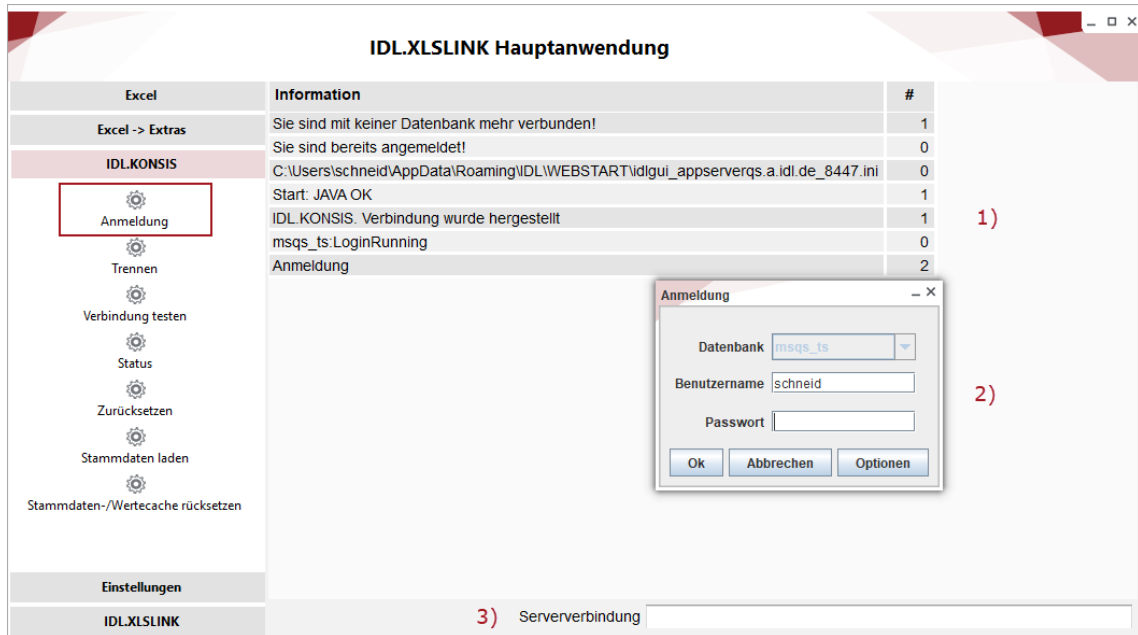 IDL.XLSLINK Hauptanwendung
Excel
Excel -> Extras
IDL.KONSIS
Anmeldung
Trennen
Verbindung testen
Status
Zurücksetzen
Stammdaten laden
Stammdaten-/Wertecache rücksetzen
Einstellungen
IDL.XLSLINK
Information #
Sie sind mit keiner Datenbank mehr verbunden! 1
Sie sind bereits angemeldet! 0
C:\Users\schneid\AppData\Roaming\IDL\WEBSTART\idlgui_appserverqs.a.idl.de_8447.ini 0
Start: JAVA OK 1
IDL.KONSIS. Verbindung wurde hergestellt 1
msqs_ts:LoginRunning 0
Anmeldung 2
1)
Anmeldung
Datenbank msqs_ts
Benutzername schneid
Passwort
Ok Abbrechen Optionen
2)
3) Serververbindung